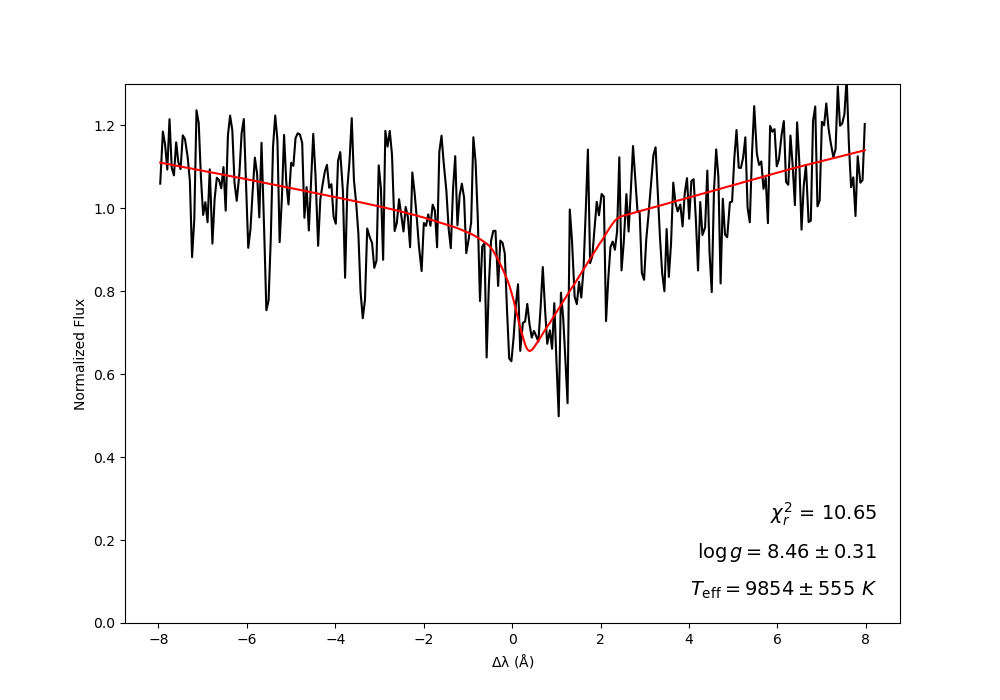 1.2
1.0
0.8
0.6
0.4
0.2
0.0
Normalized Flux
χ²ᵣ = 10.65
log g = 8.46 ± 0.31
T_eff = 9854 ± 555 K
−8 −6 −4 −2 0 2 4 6 8
Δλ (Å)